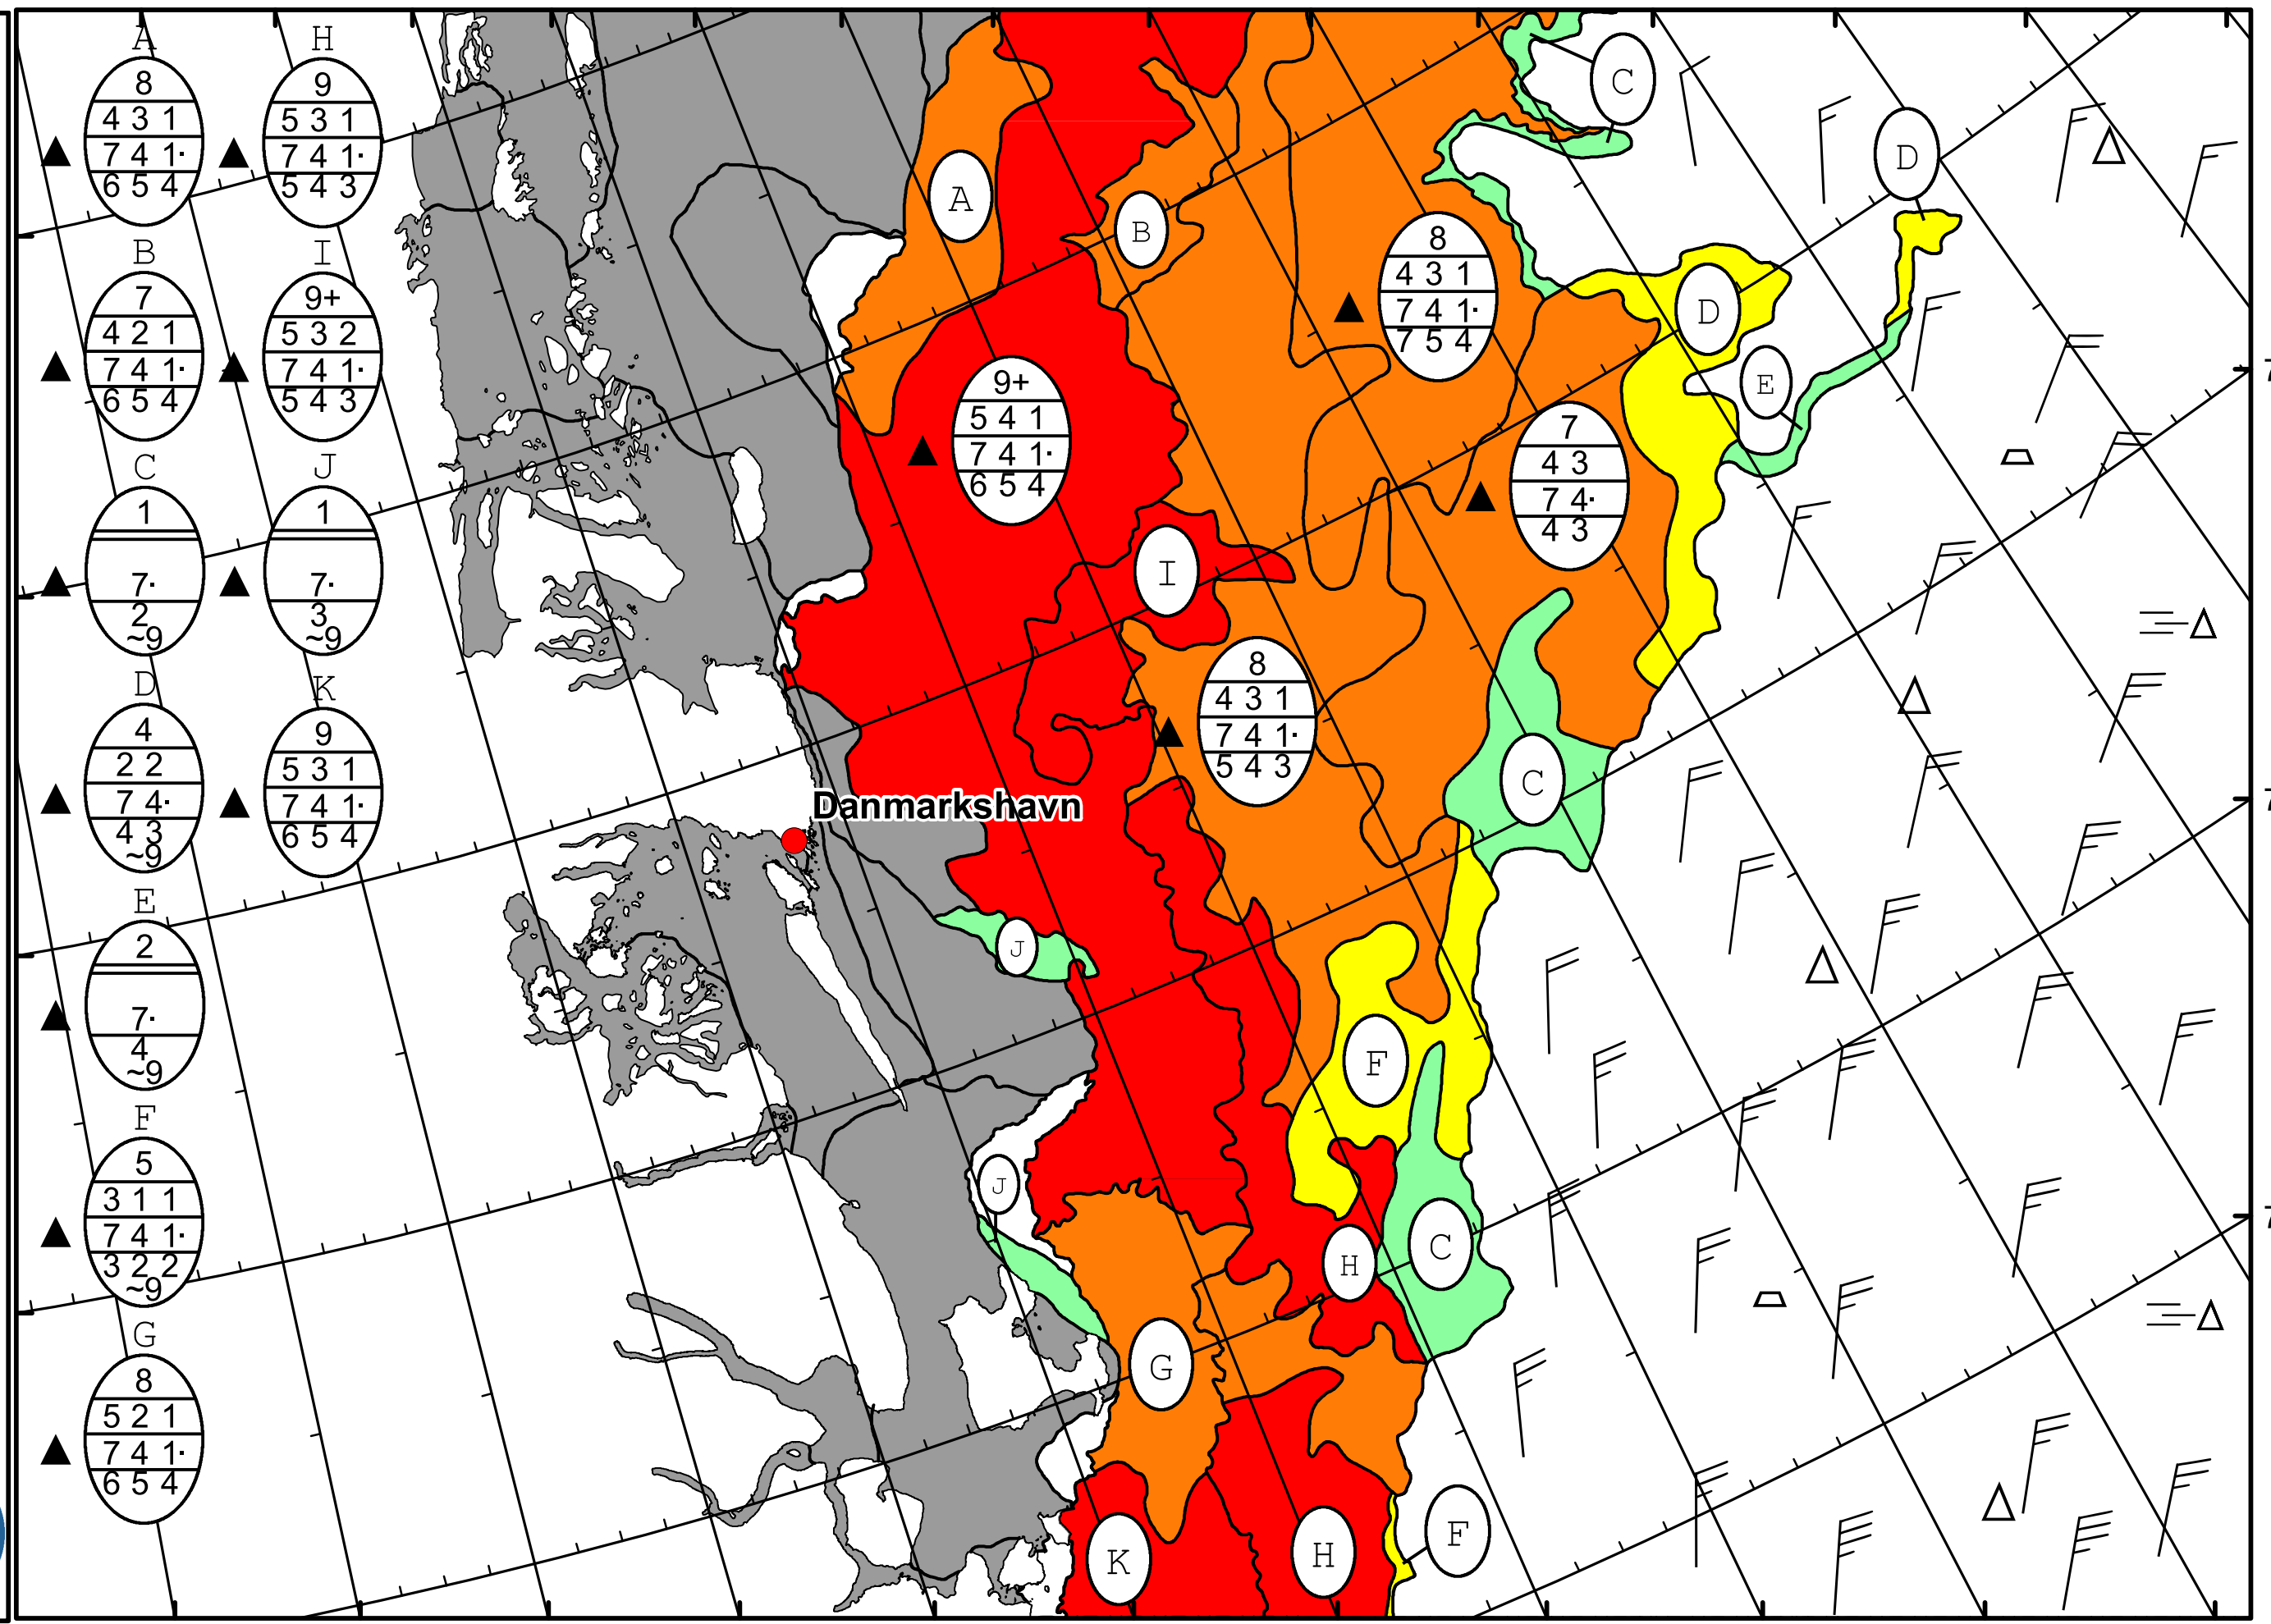 A
8
4 3 1
7 4 1·
6 5 4
B
7
4 2 1
7 4 1·
6 5 4
C
1
7·
2
~9
D
4
2 2
7 4·
4 3
~9
E
2
7·
4
~9
F
5
3 1 1
7 4 1·
3 2 2
~9
G
8
5 2 1
7 4 1·
6 5 4
H
9
5 3 1
7 4 1·
5 4 3
I
9+
5 3 2
7 4 1·
5 4 3
J
1
7·
3
~9
K
9
5 3 1
7 4 1·
6 5 4
C
D
A
B
8
4 3 1
7 4 1·
7 5 4
D
E
9+
5 4 1
7 4 1·
6 5 4
7
4 3
7 4·
4 3
I
8
4 3 1
7 4 1·
5 4 3
C
Danmarkshavn
J
F
J
C
H
G
K
H
F